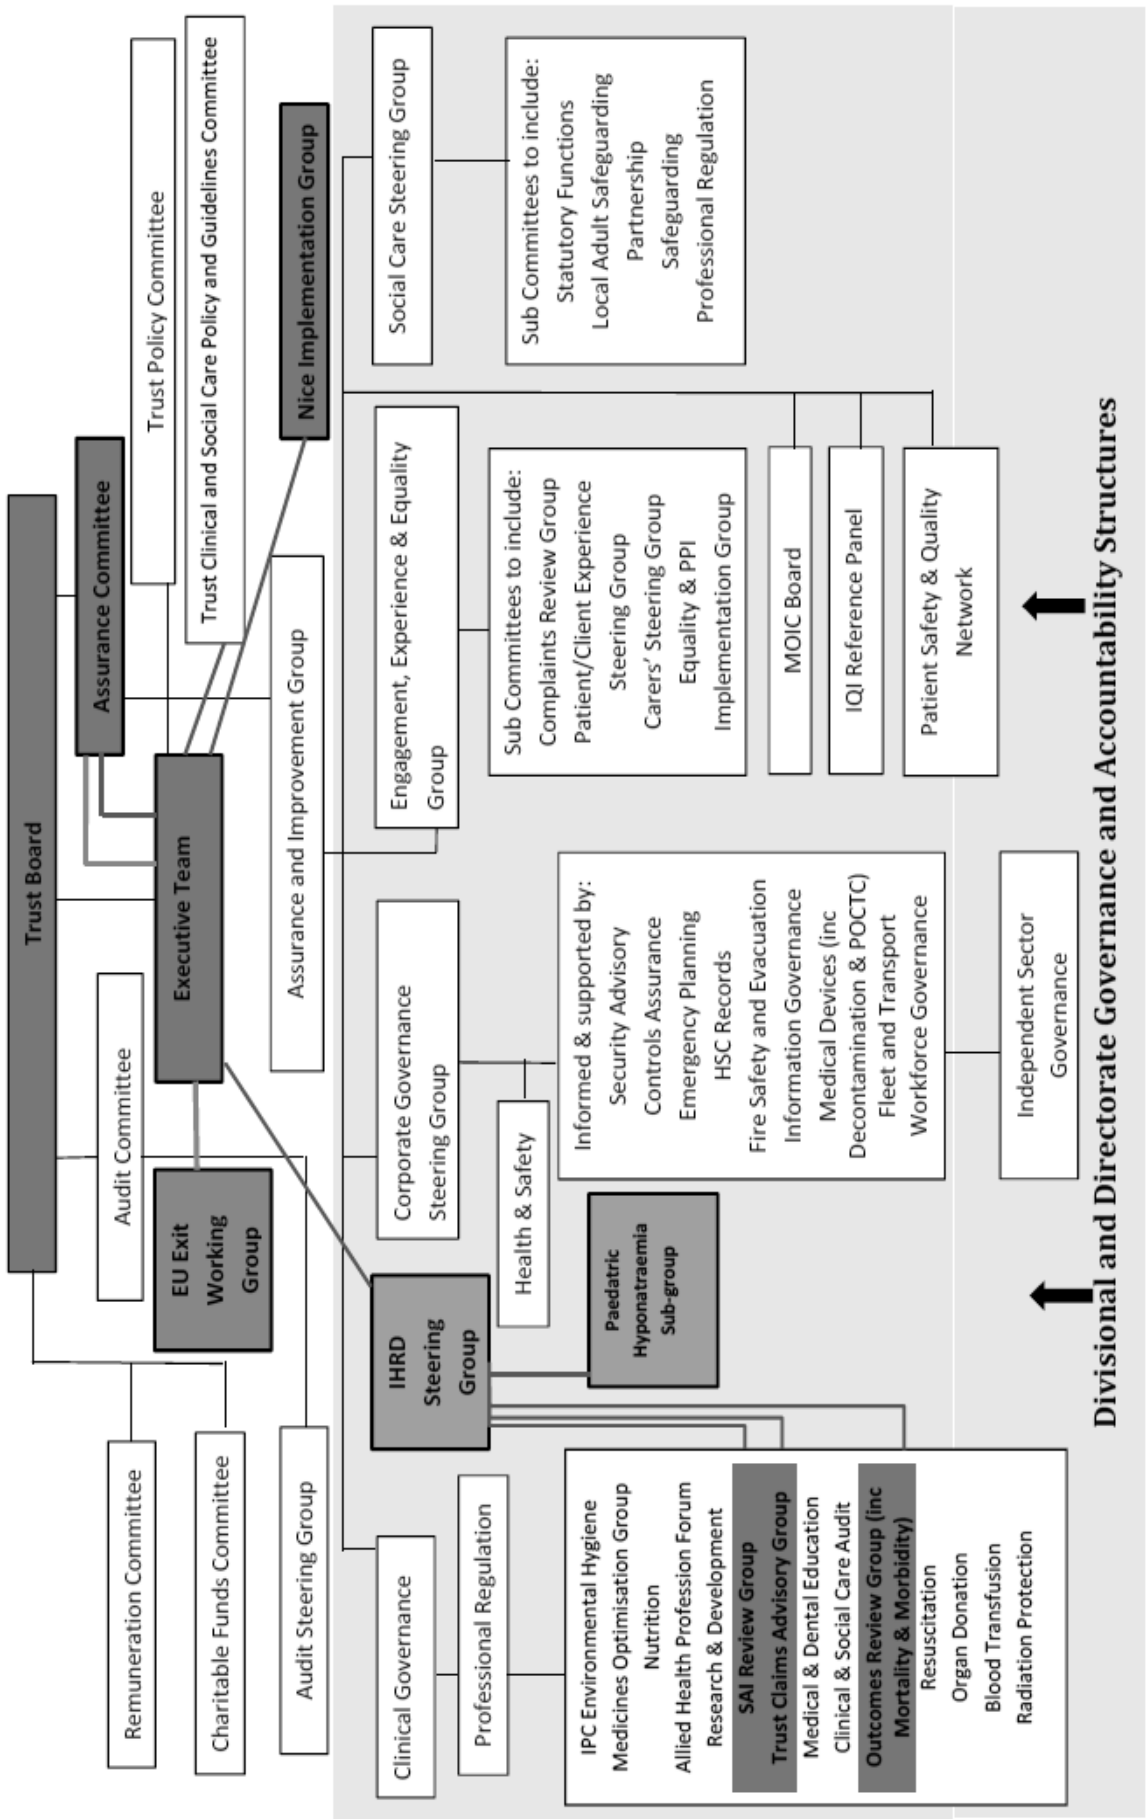 Trust Board
Remuneration Committee
Charitable Funds Committee
Audit Committee
Assurance Committee
Trust Policy Committee
EU Exit
Working
Group
Executive Team
Trust Clinical and Social Care Policy and Guidelines Committee
Audit Steering Group
Assurance and Improvement Group
Nice Implementation Group
Clinical Governance
IHRD
Steering
Group
Corporate Governance
Steering Group
Engagement, Experience & Equality
Group
Social Care Steering Group
Professional Regulation
Health & Safety
IPC Environmental Hygiene
Medicines Optimisation Group
Nutrition
Allied Health Profession Forum
Research & Development
SAI Review Group
Trust Claims Advisory Group
Medical & Dental Education
Clinical & Social Care Audit
Outcomes Review Group (inc
Mortality & Morbidity)
Resuscitation
Organ Donation
Blood Transfusion
Radiation Protection
Paedatric
Hyponatraemia
Sub-group
Informed & supported by:
Security Advisory
Controls Assurance
Emergency Planning
HSC Records
Fire Safety and Evacuation
Information Governance
Medical Devices (inc
Decontamination & POCTC)
Fleet and Transport
Workforce Governance
Independent Sector
Governance
Sub Committees to include:
Complaints Review Group
Patient/Client Experience
Steering Group
Carers' Steering Group
Equality & PPI
Implementation Group
MOIC Board
IQI Reference Panel
Patient Safety & Quality
Network
Sub Committees to include:
Statutory Functions
Local Adult Safeguarding
Partnership
Safeguarding
Professional Regulation
Divisional and Directorate Governance and Accountability Structures